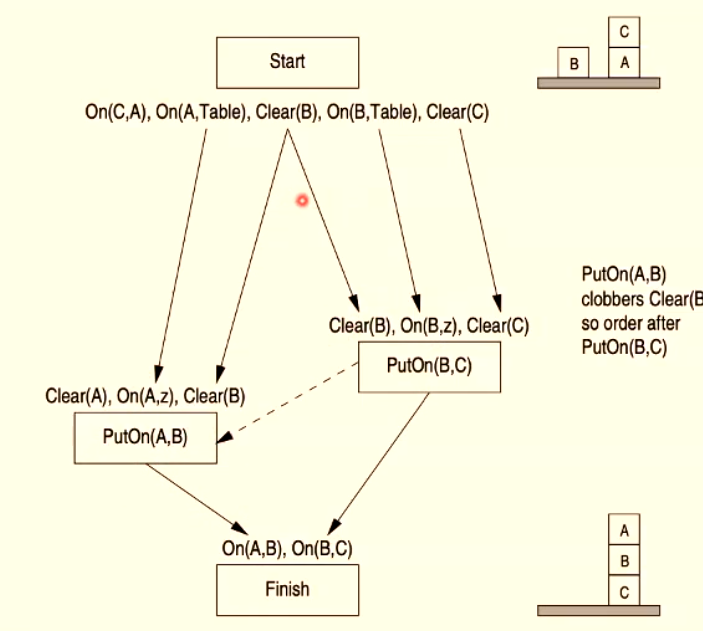 Start
C
B A
On(C,A), On(A,Table), Clear(B), On(B,Table), Clear(C)
PutOn(A,B)
clobbers Clear(B
so order after
PutOn(B,C)
Clear(B), On(B,z), Clear(C)
PutOn(B,C)
Clear(A), On(A,z), Clear(B)
PutOn(A,B)
On(A,B), On(B,C)
Finish
A
B
C